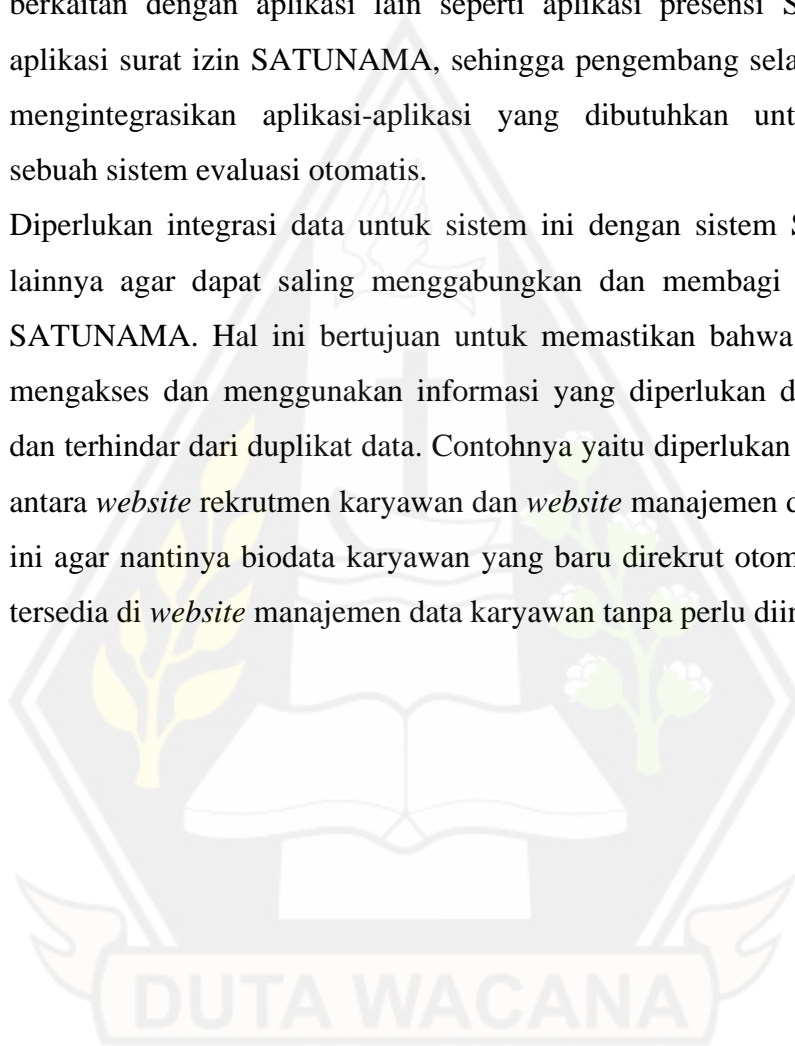 berkaitan dengan aplikasi lain seperti aplikasi presensi
aplikasi surat izin SATUNAMA, sehingga pengembang
mengintegrasikan aplikasi-aplikasi yang dibutuhkan
sebuah sistem evaluasi otomatis.
Diperlukan integrasi data untuk sistem ini dengan sistem
lainnya agar dapat saling menggabungkan dan membagi
SATUNAMA. Hal ini bertujuan untuk memastikan bahwa
mengakses dan menggunakan informasi yang diperlukan
dan terhindar dari duplikat data. Contohnya yaitu diperlukan
antara website rekrutmen karyawan dan website manajemen
ini agar nantinya biodata karyawan yang baru direkrut
tersedia di website manajemen data karyawan tanpa perlu
DUTA WACANA